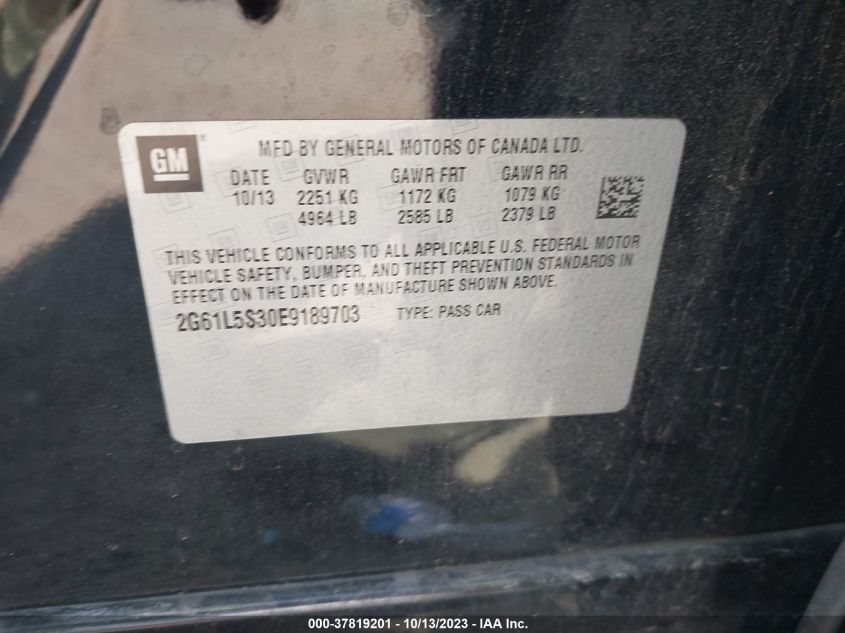 GM ®
MFD BY GENERAL MOTORS OF CANADA LTD.
DATE GVWR GAWR FRT GAWR RR
10/13 2251 KG 1172 KG 1079 KG
4964 LB 2585 LB 2379 LB
THIS VEHICLE CONFORMS TO ALL APPLICABLE U.S. FEDERAL MOTOR
VEHICLE SAFETY, BUMPER, AND THEFT PREVENTION STANDARDS IN
EFFECT ON THE DATE OF MANUFACTURE SHOWN ABOVE.
2G61L5S30E9189703 TYPE: PASS CAR
000-37819201 - 10/13/2023 - IAA Inc.